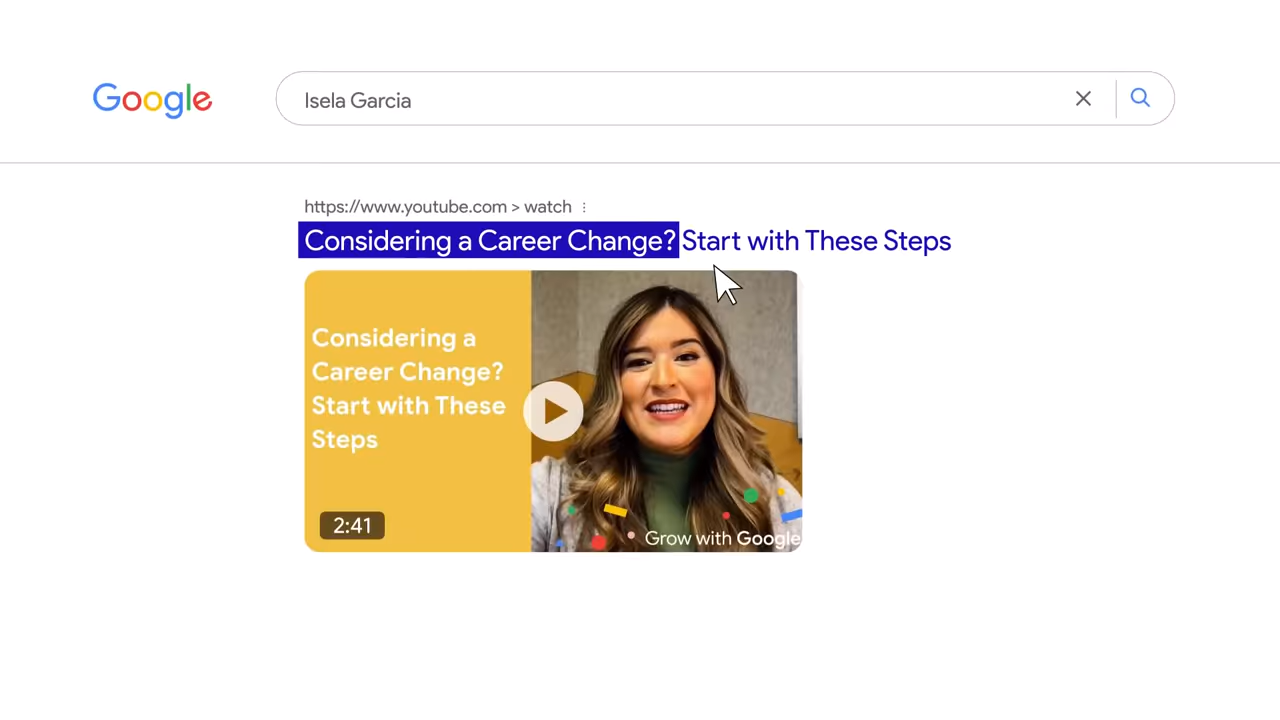 Google
Isela Garcia
https://www.youtube.com > watch
Considering a Career Change? Start with These Steps
Considering a
Career Change?
Start with These
Steps
2:41
Grow with Google